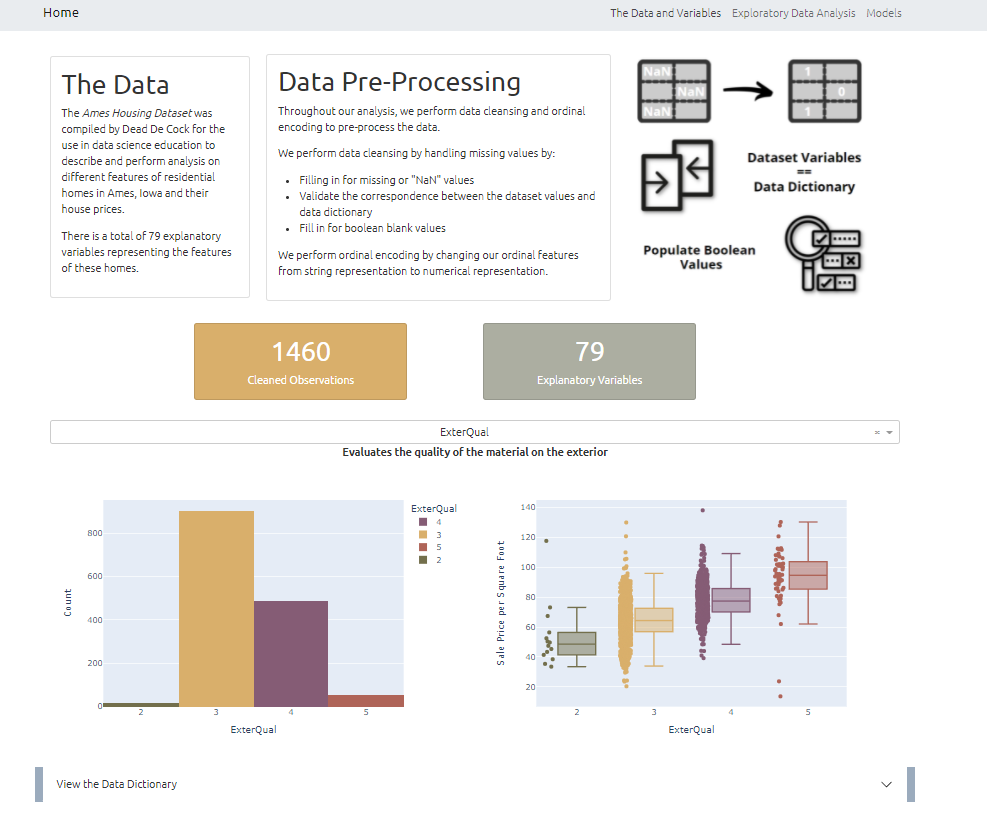 Home
The Data and Variables
Exploratory Data Analysis
Models
The Data
The Ames Housing Dataset was
compiled by Dead De Cock for the
use in data science education to
describe and perform analysis on
different features of residential
homes in Ames, Iowa and their
house prices.
There is a total of 79 explanatory
variables representing the features
of these homes.
Data Pre-Processing
Throughout our analysis, we perform data cleansing and ordinal
encoding to pre-process the data.
We perform data cleansing by handling missing values by:
• Filling in for missing or "NaN" values
• Validate the correspondence between the dataset values and
data dictionary
• Fill in for boolean blank values
We perform ordinal encoding by changing our ordinal features
from string representation to numerical representation.
NaN
NaN
NaN
1
0
1
Dataset Variables
==
Data Dictionary
Populate Boolean
Values
1460
Cleaned Observations
79
Explanatory Variables
ExterQual
× 
Evaluates the quality of the material on the exterior
Count
800
600
400
200
0
2
3
4
5
ExterQual
ExterQual
4
3
5
2
Sale Price per Square Foot
140
120
100
80
60
40
20
2
3
4
5
ExterQual
View the Data Dictionary